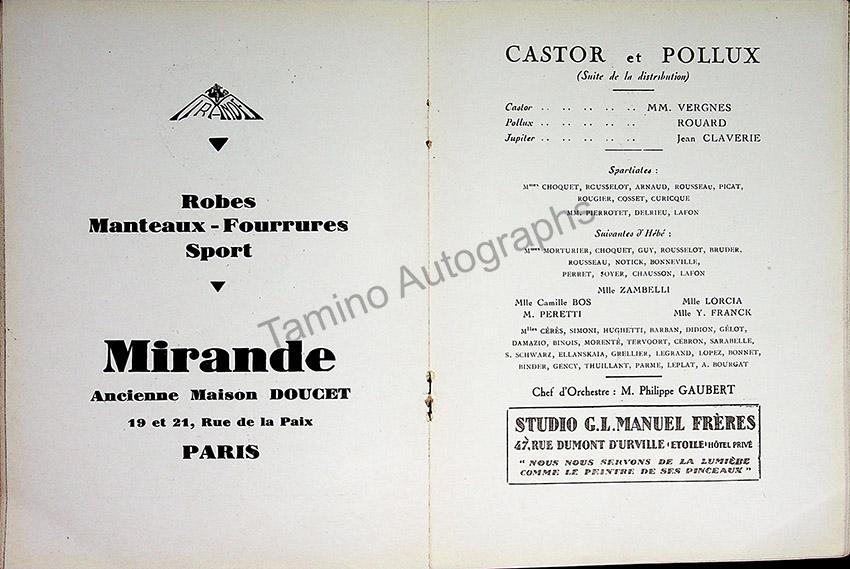 MIRANDE
Robes
Manteaux - Fourrures
Sport
Mirande
Ancienne Maison DOUCET
19 et 21, Rue de la Paix
PARIS
CASTOR et POLLUX
(Suite de la distribution)
Castor .. .. .. .. .. .. MM. VERGNES
Pollux .. .. .. .. .. .. ROUARD
Jupiter .. .. .. .. .. .. Jean CLAVERIE
Spartiates :
Mmes CHOQUET, ROUSSELOT, ARNAUD, ROUSSEAU, PICAT,
ROUGIER, COSSET, CURICQUE
MM. PIERROTET, DELRIEU, LAFON
Suivantes d'Hébé :
Mmes MORTURIER, CHOQUET, GUY, ROUSSELOT, BRUDER,
ROUSSEAU, NOTICK, BONNEVILLE,
PERRET, SOYER, CHAUSSON, LAFON
Mlle ZAMBELLI
Mlle Camille BOS Mlle LORCIA
M. PERETTI Mlle Y. FRANCK
Mlles CÉRÈS, SIMONI, HUGHETTI, BARBAN, DIDION, GÉLOT,
DAMAZIO, BINOIS, MORENTÉ, TERVOORT, CÉBRON, SARABELLE,
S. SCHWARZ, ELLANSKAIA, GRELLIER, LEGRAND, LOPEZ, BONNET,
BINDER, GENCY, THUILLANT, PARME, LEPLAT, A. BOURGAT
Chef d'Orchestre : M. Philippe GAUBERT
STUDIO G.L. MANUEL FRÈRES
47, RUE DUMONT D'URVILLE (ETOILE) HÔTEL PRIVÉ
" NOUS NOUS SERVONS DE LA LUMIÈRE
COMME LE PEINTRE DE SES PINCEAUX "
Tamino Autographs